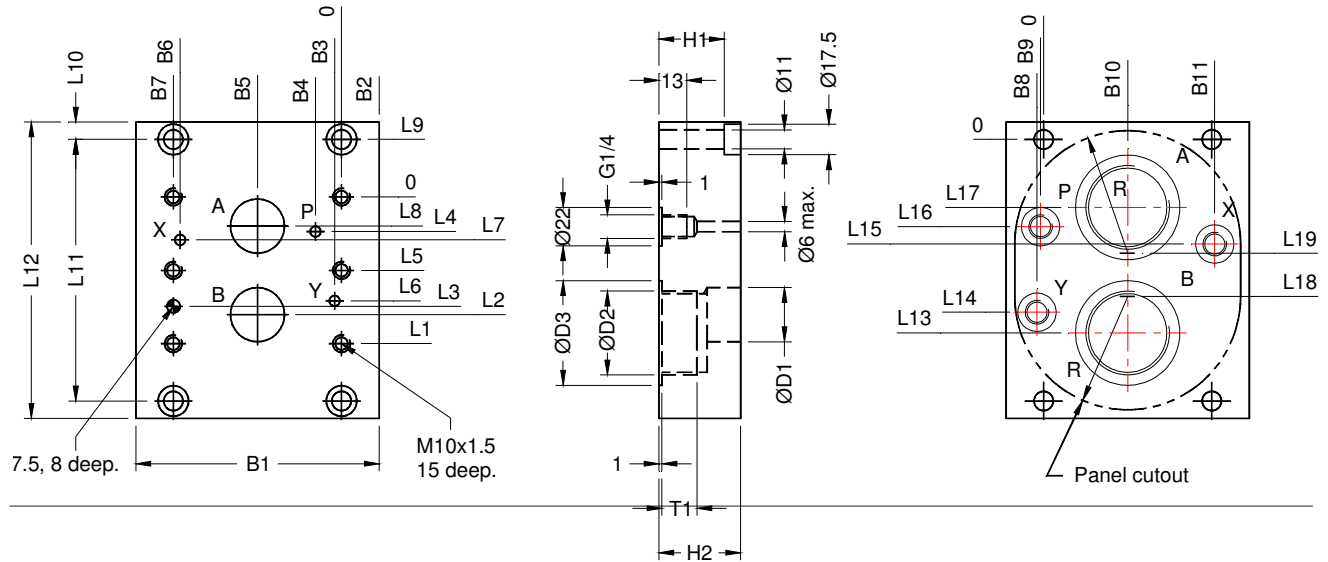 L10
B7
B6
B5
B4
B3
0
B2
L9
0
L8
L4
L7
L5
L6
L3
L2
L1
L12
L11
A
P
X
Y
B
7.5, 8 deep.
B1
M10x1.5
15 deep.
H1
13
Ø11
Ø17.5
G1/4
1
Ø22
Ø6 max.
ØD3
ØD2
ØD1
1
T1
H2
B8
B9
0
B10
B11
0
L17
L16
L15
L14
L13
L19
L18
A
P
R
X
B
Y
R
Panel cutout